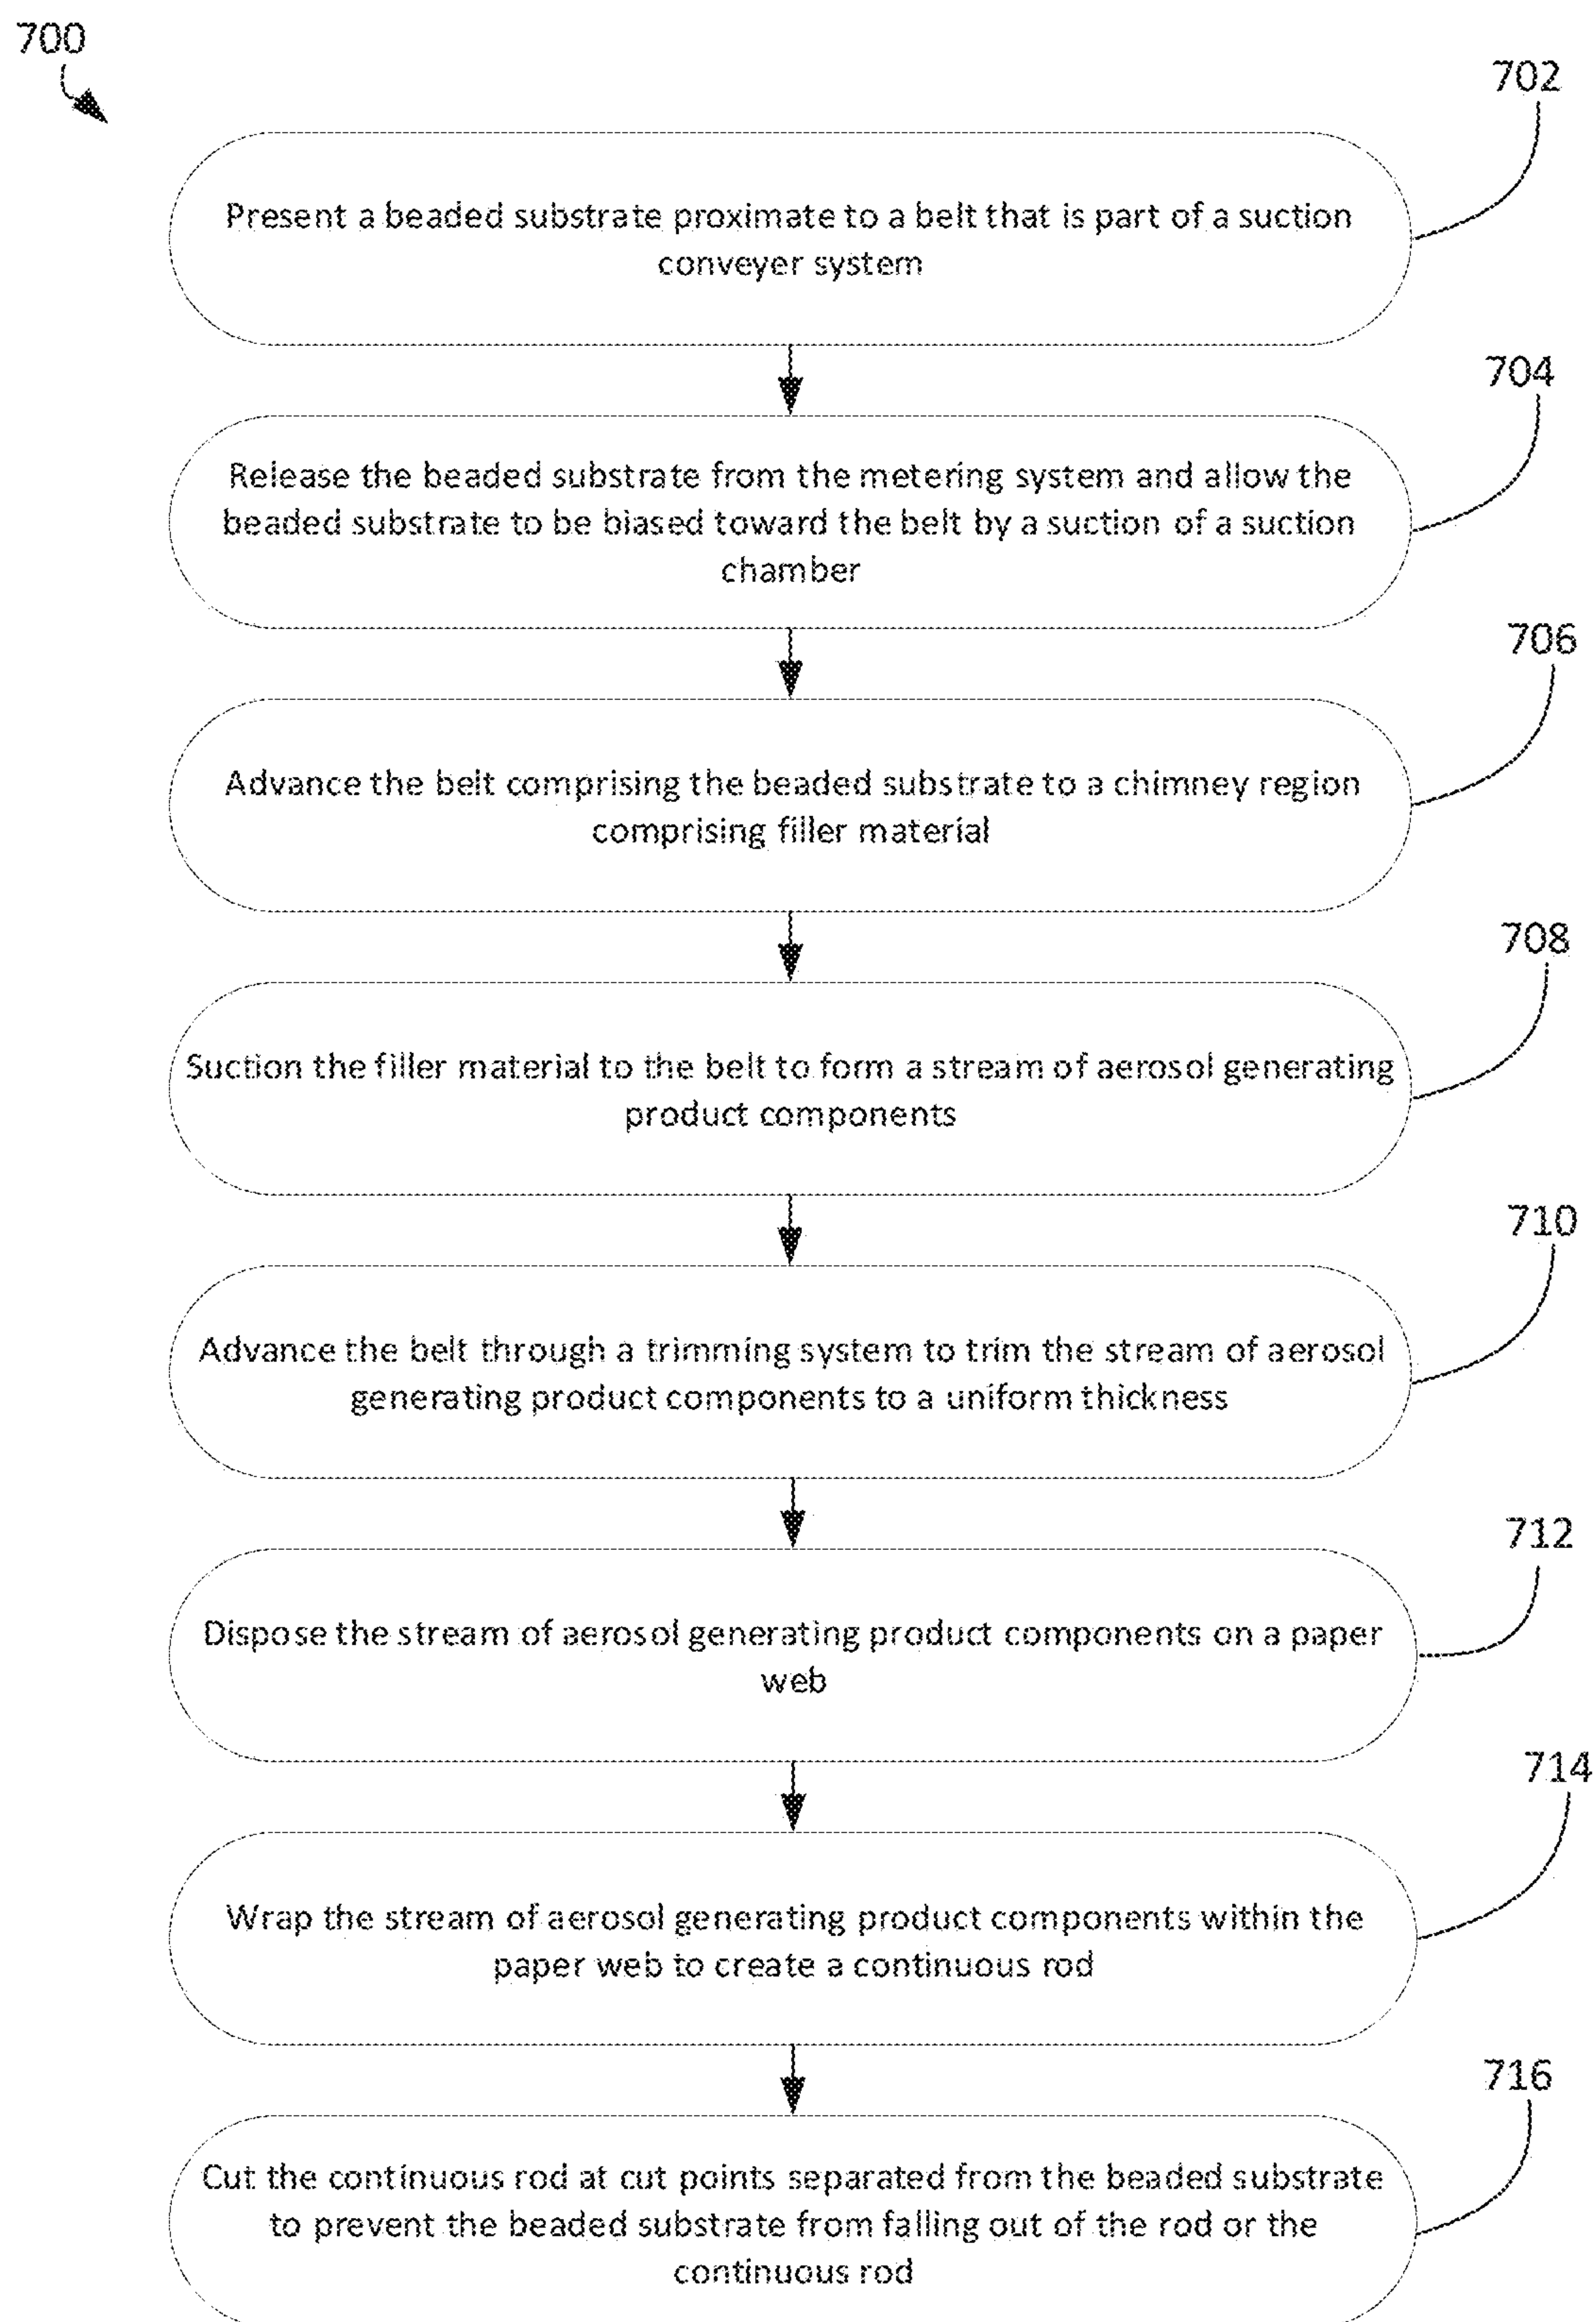 700
702
Present a beaded substrate proximate to a belt that is part of a suction
conveyer system
704
Release the beaded substrate from the metering system and allow the
beaded substrate to be biased toward the belt by a suction of a suction
chamber
706
Advance the belt comprising the beaded substrate to a chimney region
comprising filler material
708
Suction the filler material to the belt to form a stream of aerosol generating
product components
710
Advance the belt through a trimming system to trim the stream of aerosol
generating product components to a uniform thickness
712
Dispose the stream of aerosol generating product components on a paper
web
714
Wrap the stream of aerosol generating product components within the
paper web to create a continuous rod
716
Cut the continuous rod at cut points separated from the beaded substrate
to prevent the beaded substrate from falling out of the rod or the
continuous rod